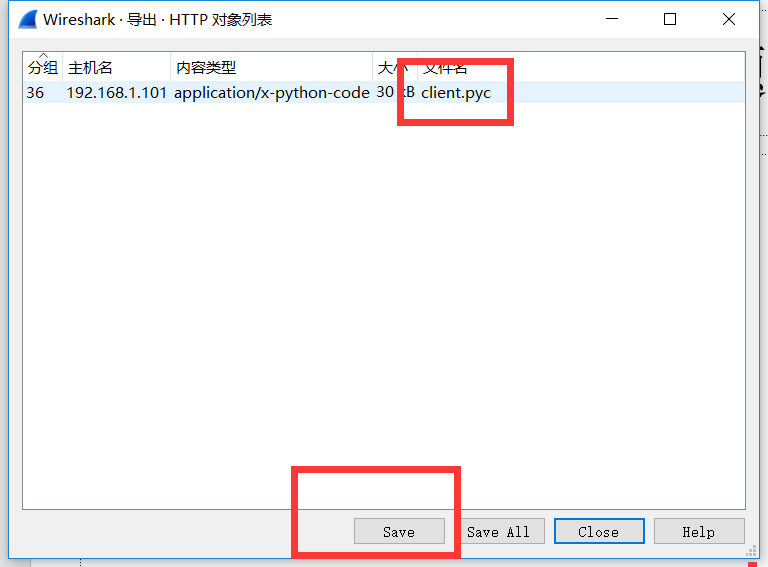 Wireshark · 导出 · HTTP 对象列表
分组 主机名 内容类型 大小 文件名
36 192.168.1.101 application/x-python-code 30 kB client.pyc
Save Save All Close Help